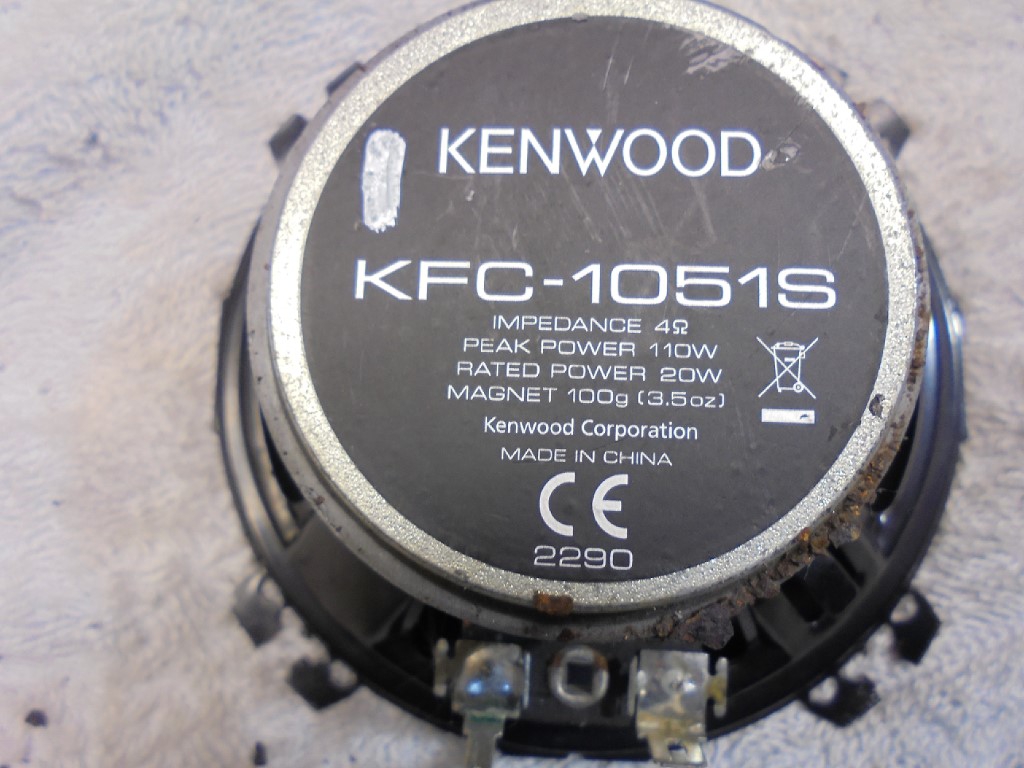 KENWOOD
KFC-1051S
IMPEDANCE 4Ω
PEAK POWER 110W
RATED POWER 20W
MAGNET 100g (3.5oz)
Kenwood Corporation
MADE IN CHINA
CE
2290